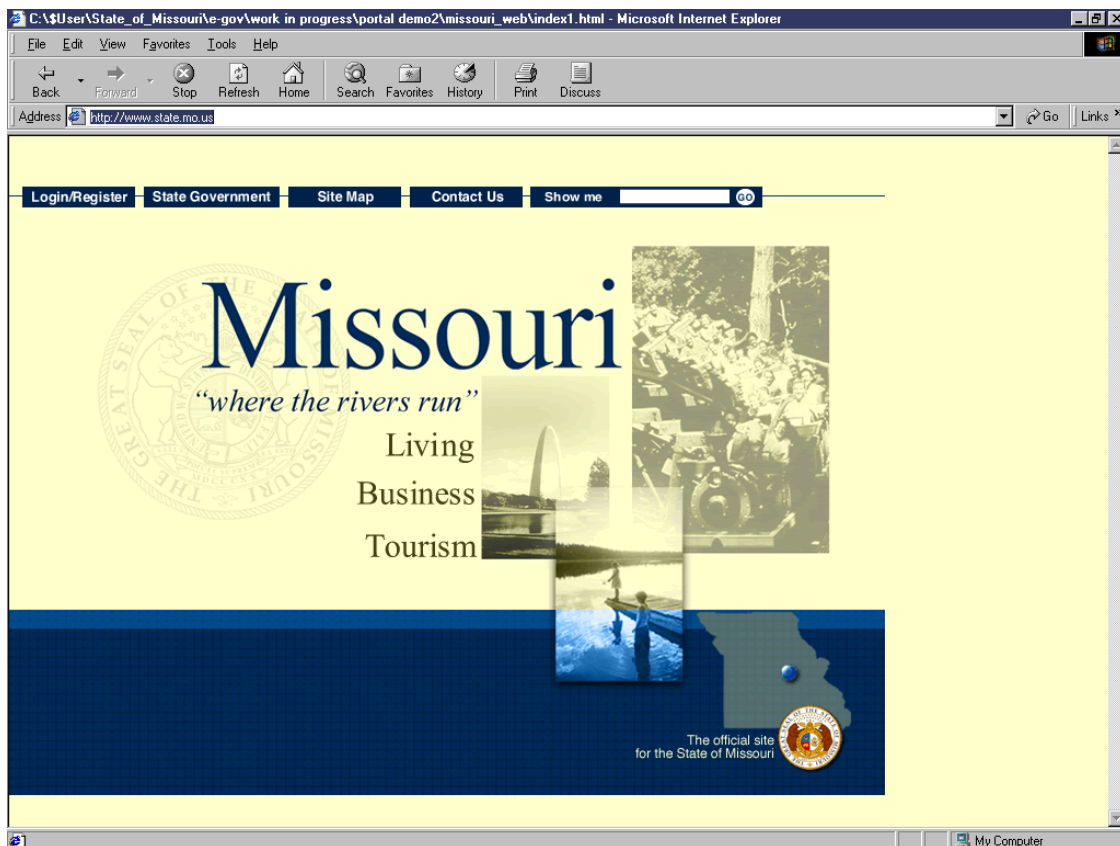 C:\$User\State_of_Missouri\e-gov\work in progress\portal demo2\missouri_web\index1.html - Microsoft Internet Explorer
File Edit View Favorites Tools Help
Back Forward Stop Refresh Home Search Favorites History Print Discuss
Address http://www.state.mo.us Go Links »
Login/Register State Government Site Map Contact Us Show me GO
THE GREAT SEAL OF THE STATE OF MISSOURI
Missouri
“where the rivers run”
Living
Business
Tourism
The official site
for the State of Missouri
My Computer